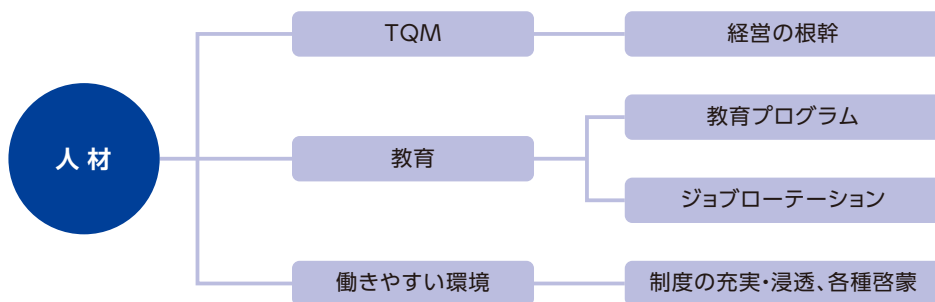 人材
TQM
経営の根幹
教育
教育プログラム
ジョブローテーション
働きやすい環境
制度の充実・浸透、各種啓蒙